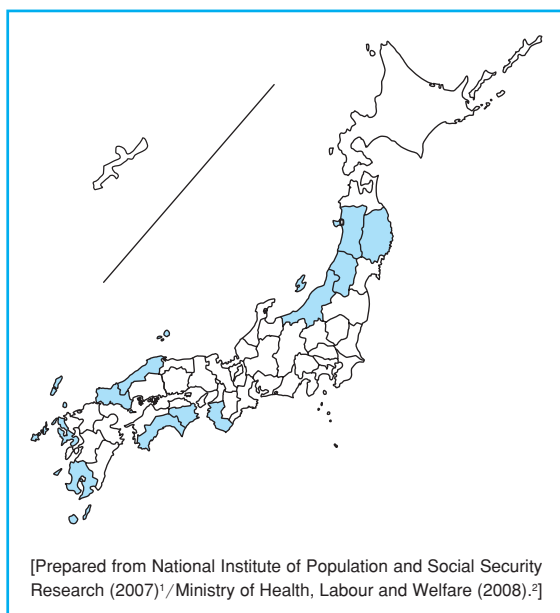 [Prepared from National Institute of Population and Social Security
Research (2007)¹/Ministry of Health, Labour and Welfare (2008).²]